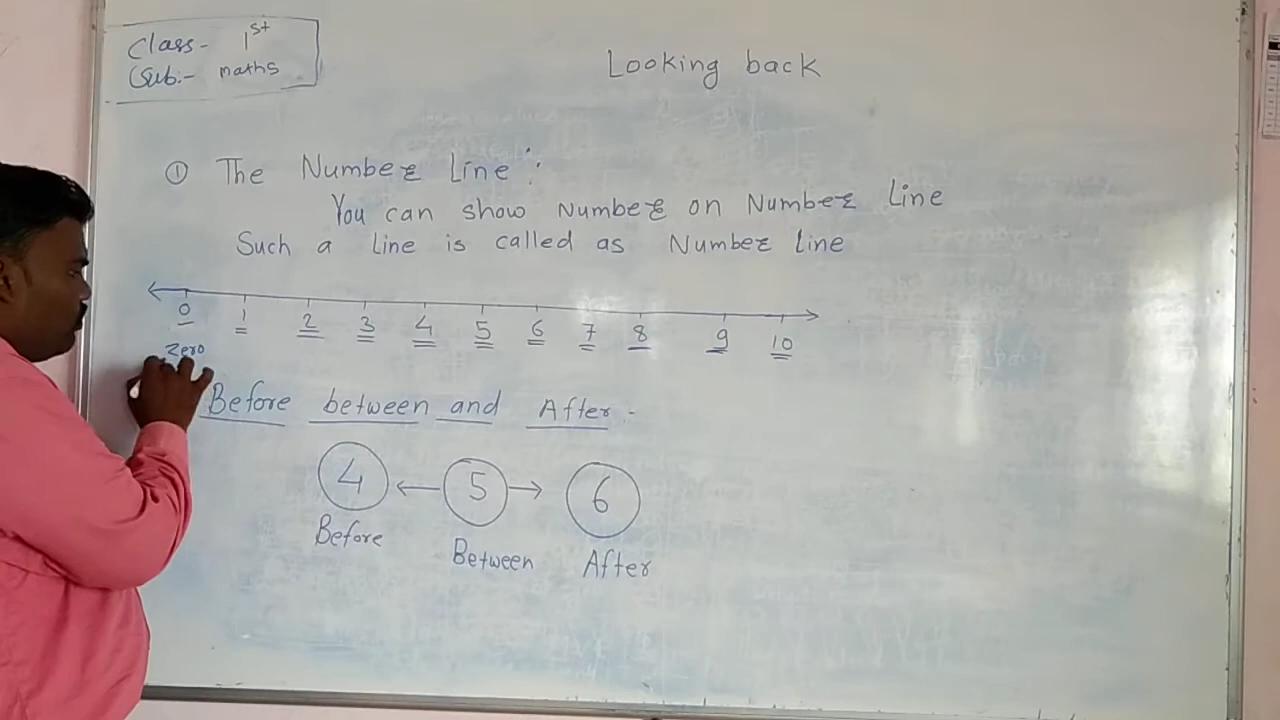 Class- 1st
Sub:- maths
Looking back
① The Number Line :
You can show Number on Number Line
Such a Line is called as Number line
0 1 2 3 4 5 6 7 8 9 10
Zero
Before between and After -
4 5 6
Before Between After